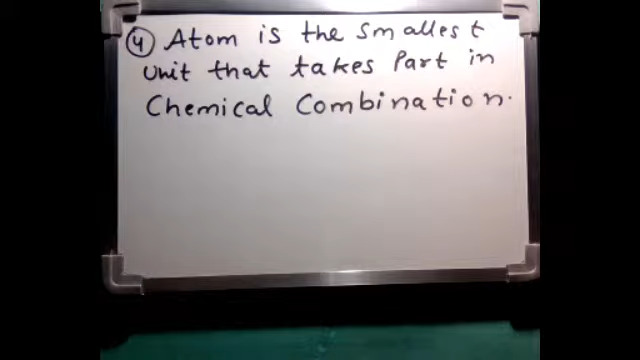 ④ Atom is the smallest
Unit that takes Part in
Chemical Combination.